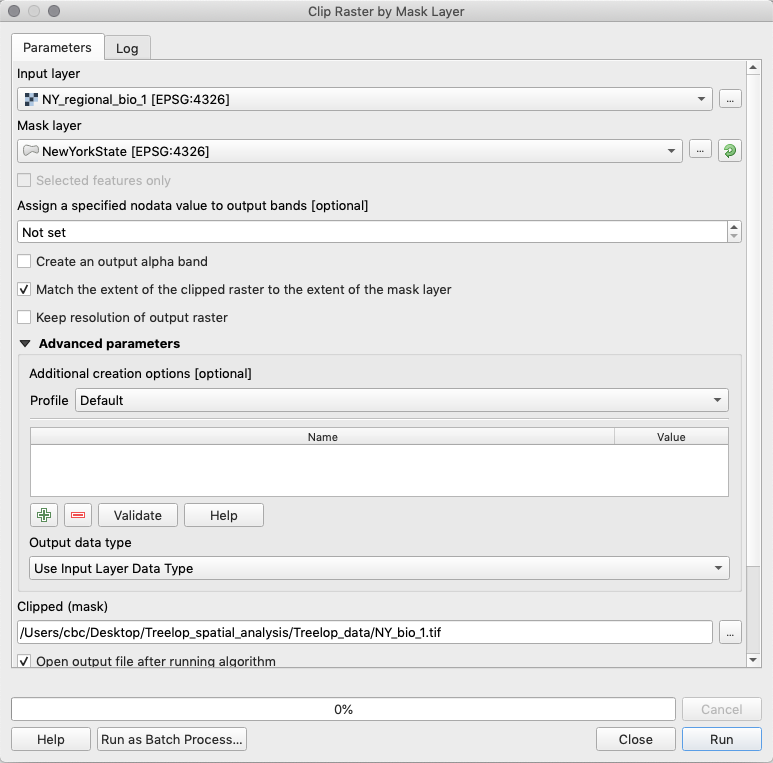 Clip Raster by Mask Layer
Parameters Log
Input layer
NY_regional_bio_1 [EPSG:4326] ...
Mask layer
NewYorkState [EPSG:4326] ...
Selected features only
Assign a specified nodata value to output bands [optional]
Not set
Create an output alpha band
Match the extent of the clipped raster to the extent of the mask layer
Keep resolution of output raster
Advanced parameters
Additional creation options [optional]
Profile Default
Name Value
Validate Help
Output data type
Use Input Layer Data Type
Clipped (mask)
/Users/cbc/Desktop/Treelop_spatial_analysis/Treelop_data/NY_bio_1.tif ...
Open output file after running algorithm
0% Cancel
Help Run as Batch Process... Close Run